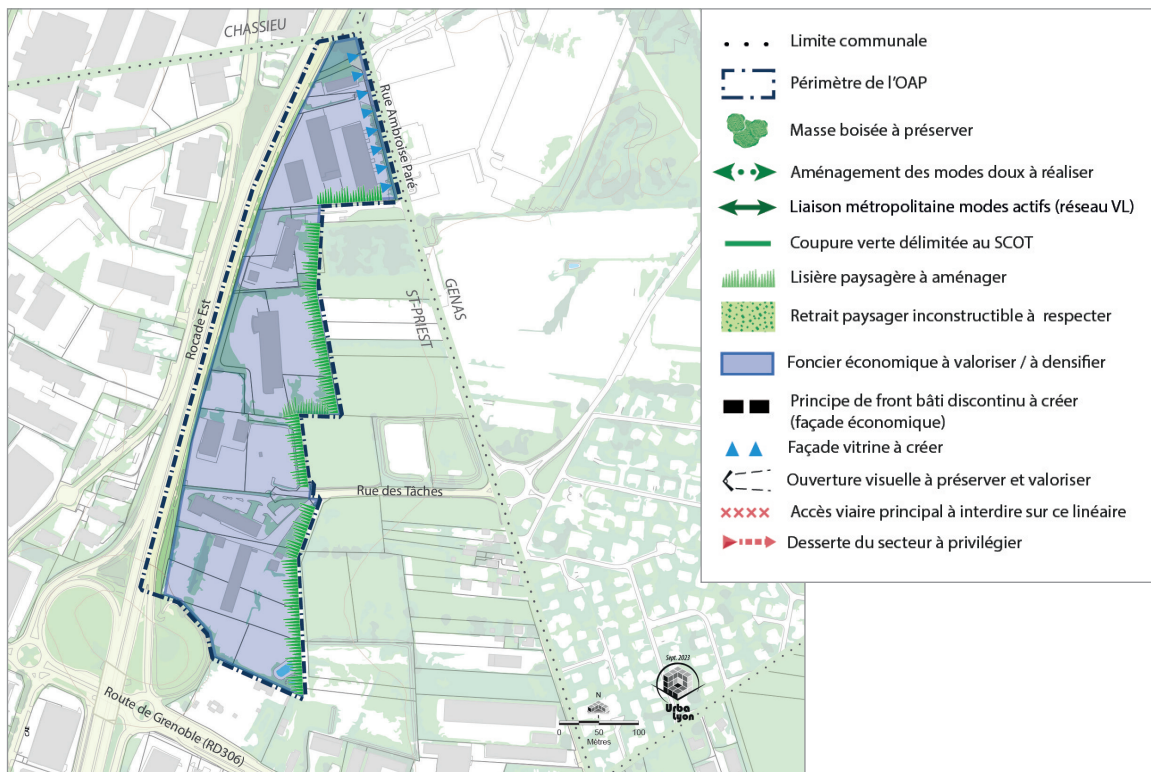 CHASSIEU
Rue Ambroise Paré
Rocade Est
GENAS
ST-PRIEST
Rue des Tâches
Route de Grenoble (RD306)
Sept. 2023
Urba
Lyon
N
0 50 100
Mètres
Limite communale
Périmètre de l'OAP
Masse boisée à préserver
Aménagement des modes doux à réaliser
Liaison métropolitaine modes actifs (réseau VL)
Coupure verte délimitée au SCOT
Lisière paysagère à aménager
Retrait paysager inconstructible à respecter
Foncier économique à valoriser / à densifier
Principe de front bâti discontinu à créer
(façade économique)
Façade vitrine à créer
Ouverture visuelle à préserver et valoriser
Accès viaire principal à interdire sur ce linéaire
Desserte du secteur à privilégier